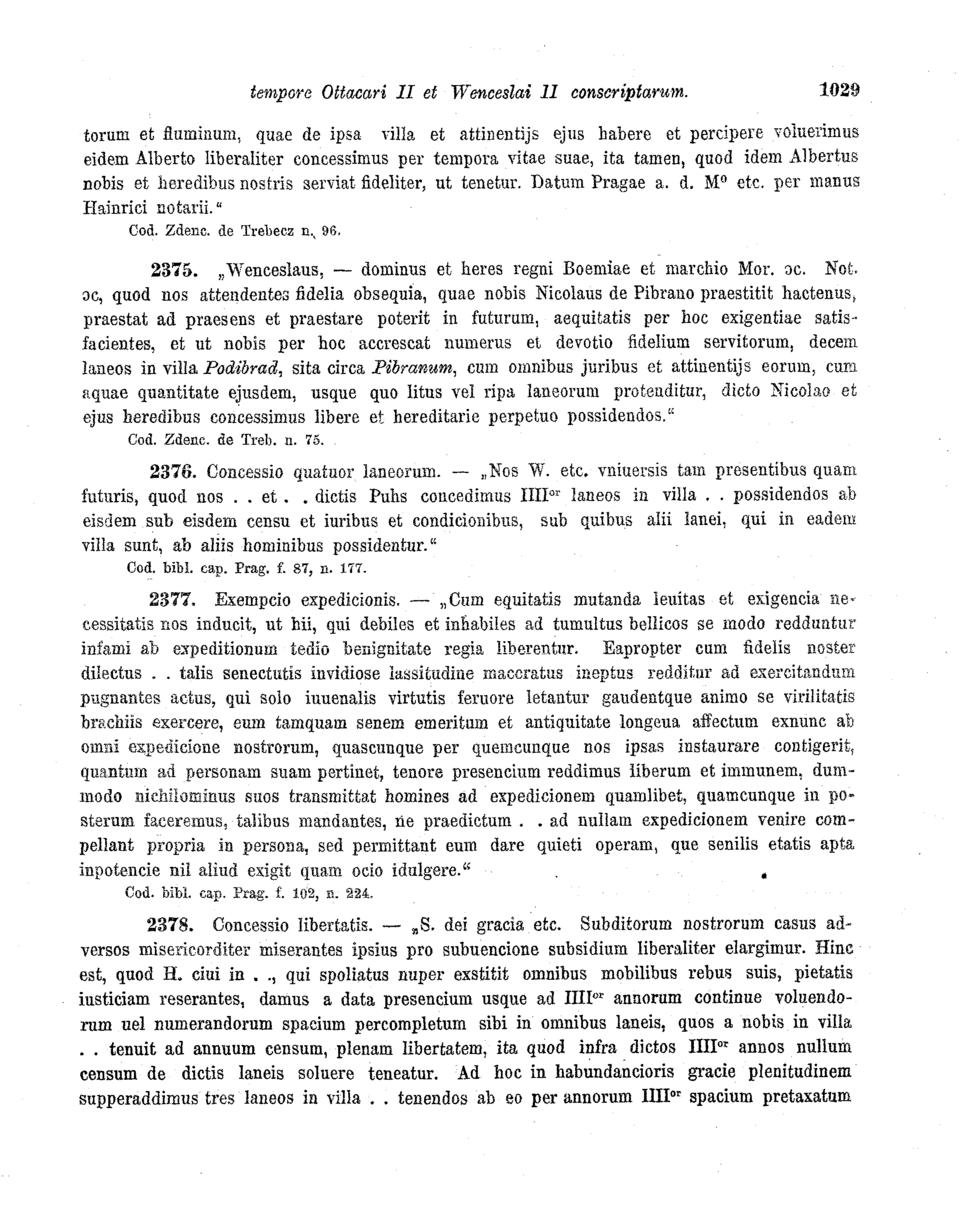 tempore Ottacari II et Wenceslai II conscriptarum. 1029
torum et fluminum, quae de ipsa villa et attinentijs ejus habere et percipere voluerimus
eidem Alberto liberaliter concessimus per tempora vitae suae, ita tamen, quod idem Albertus
nobis et heredibus nostris serviat fideliter, ut tenetur. Datum Pragae a. d. Mº etc. per manus
Hainrici notarii.“
Cod. Zdenc. de Trebecz n. 96.
2375. „Wenceslaus, — dominus et heres regni Boemiae et marchio Mor. ɔc. Not.
ɔc, quod nos attendentes fidelia obsequia, quae nobis Nicolaus de Pibrano praestitit hactenus,
praestat ad praesens et praestare poterit in futurum, aequitatis per hoc exigentiae satis-
facientes, et ut nobis per hoc accrescat numerus et devotio fidelium servitorum, decem
laneos in villa Podibrad, sita circa Pibranum, cum omnibus juribus et attinentijs eorum, cum
aquae quantitate ejusdem, usque quo litus vel ripa laneorum protenditur, dicto Nicolao et
ejus heredibus concessimus libere et hereditarie perpetuo possidendos.“
Cod. Zdenc. de Treb. n. 75.
2376. Concessio quatuor laneorum. — „Nos W. etc. vniuersis tam presentibus quam
futuris, quod nos . . et . . dictis Puhs concedimus IIIIor laneos in villa . . possidendos ab
eisdem sub eisdem censu et iuribus et condicionibus, sub quibus alii lanei, qui in eadem
villa sunt, ab aliis hominibus possidentur.“
Cod. bibl. cap. Prag. f. 87, n. 177.
2377. Exempcio expedicionis. — „Cum equitatis mutanda leuitas et exigencia ne-
cessitatis nos inducit, ut hii, qui debiles et inhabiles ad tumultus bellicos se modo redduntur
infami ab expeditionum tedio benignitate regia liberentur. Eapropter cum fidelis noster
dilectus . . talis senectutis invidiose lassitudine maceratus ineptus redditur ad exercitandum
pugnantes actus, qui solo iuuenalis virtutis feruore letantur gaudentque animo se virilitatis
brachiis exercere, eum tamquam senem emeritum et antiquitate longeua affectum exnunc ab
omni expedicione nostrorum, quascunque per quemcunque nos ipsas instaurare contigerit,
quantum ad personam suam pertinet, tenore presencium reddimus liberum et immunem, dum-
modo nichilominus suos transmittat homines ad expedicionem quamlibet, quamcunque in po-
sterum faceremus, talibus mandantes, ne praedictum . . ad nullam expedicionem venire com-
pellant propria in persona, sed permittant eum dare quieti operam, que senilis etatis apta
inpotencie nil aliud exigit quam ocio idulgere.“
Cod. bibl. cap. Prag. f. 102, n. 224.
2378. Concessio libertatis. — „S. dei gracia etc. Subditorum nostrorum casus ad-
versos misericorditer miserantes ipsius pro subuencione subsidium liberaliter elargimur. Hinc
est, quod H. ciui in . ., qui spoliatus nuper exstitit omnibus mobilibus rebus suis, pietatis
iusticiam reserantes, damus a data presencium usque ad IIIIor annorum continue voluendo-
rum uel numerandorum spacium percompletum sibi in omnibus laneis, quos a nobis in villa
. . tenuit ad annuum censum, plenam libertatem, ita quod infra dictos IIIIor annos nullum
censum de dictis laneis soluere teneatur. Ad hoc in habundancioris gracie plenitudinem
supperaddimus tres laneos in villa . . tenendos ab eo per annorum IIIIor spacium pretaxatum